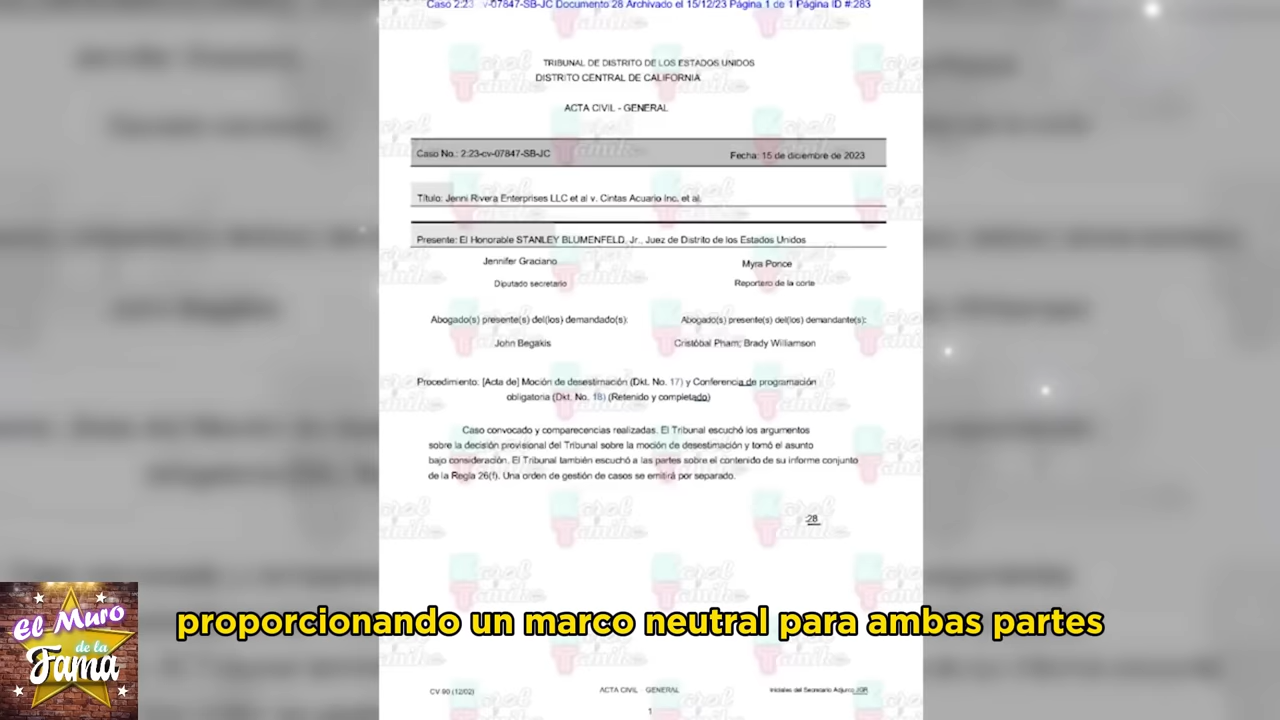 Caso 2:23 v-07847-SB-JC Documento 28 Archivado el 15/12/23 Página 1 de 1 Página ID #:283
TRIBUNAL DE DISTRITO DE LOS ESTADOS UNIDOS
DISTRITO CENTRAL DE CALIFORNIA
ACTA CIVIL - GENERAL
Caso No.: 2:23-cv-07847-SB-JC
Fecha: 15 de diciembre de 2023
Título: Jenni Rivera Enterprises LLC et al v. Cintas Acuario Inc. et al.
Presente: El Honorable STANLEY BLUMENFELD, Jr., Juez de Distrito de los Estados Unidos
Jennifer Graciano
Myra Ponce
Diputado secretario
Reportero de la corte
Abogado(s) presente(s) del(los) demandado(s):
Abogado(s) presente(s) del(los) demandante(s):
John Begakis
Cristóbal Pham; Brady Williamson
Procedimiento: [Acta de] Moción de desestimación (Dkt. No. 17) y Conferencia de programación
obligatoria (Dkt. No. 18) (Retenido y completado)
Caso convocado y comparecencias realizadas. El Tribunal escuchó los argumentos
sobre la decisión provisional del Tribunal sobre la moción de desestimación y tomó el asunto
bajo consideración. El Tribunal también escuchó a las partes sobre el contenido de su informe conjunto
de la Regla 26(f). Una orden de gestión de casos se emitirá por separado.
:28
proporcionando un marco neutral para ambas partes
El Muro
de la
Fama
CV 90 (12/02)
ACTA CIVIL GENERAL
Iniciales del Secretario Adjunto JGR
1